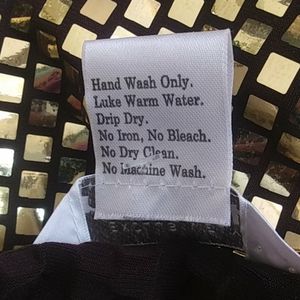 Hand Wash Only.
Luke Warm Water.
Drip Dry.
No Iron, No Bleach.
No Dry Clean.
No Machine Wash.